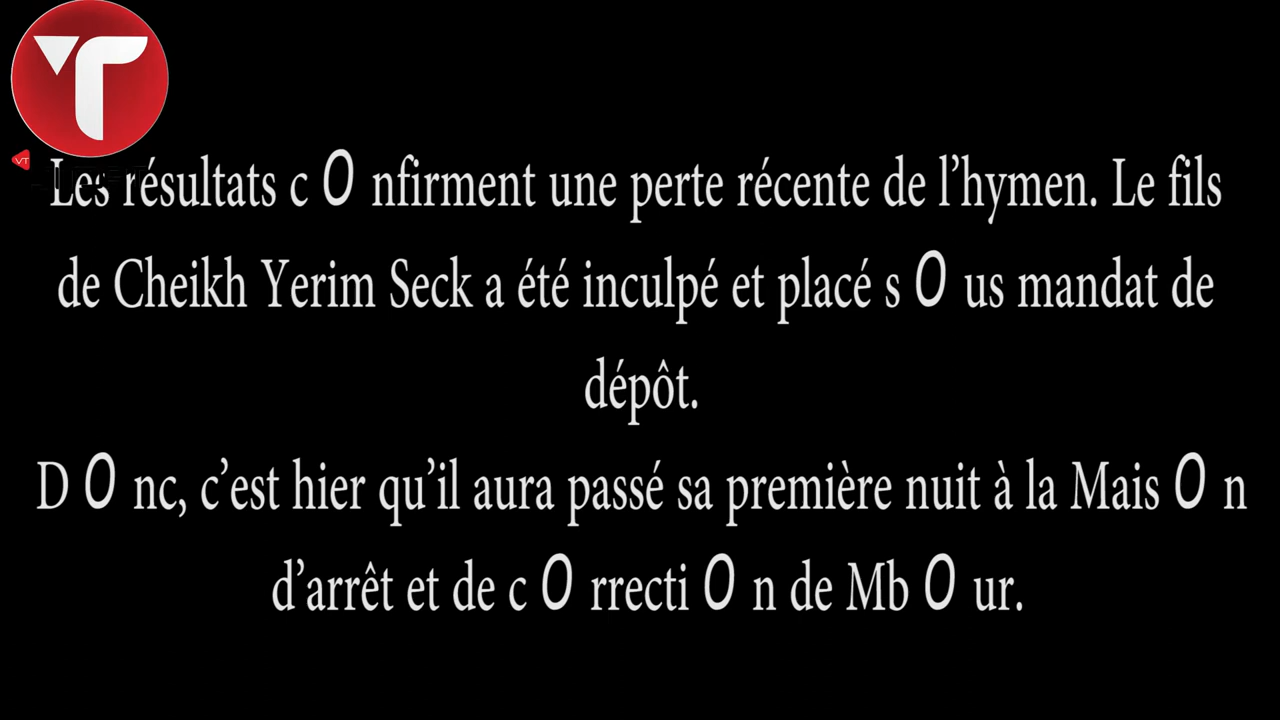 VT
Les résultats c O nfirment une perte récente de l’hymen. Le fils
de Cheikh Yerim Seck a été inculpé et placé s O us mandat de
dépôt.
D O nc, c’est hier qu’il aura passé sa première nuit à la Mais O n
d’arrêt et de c O rrecti O n de Mb O ur.